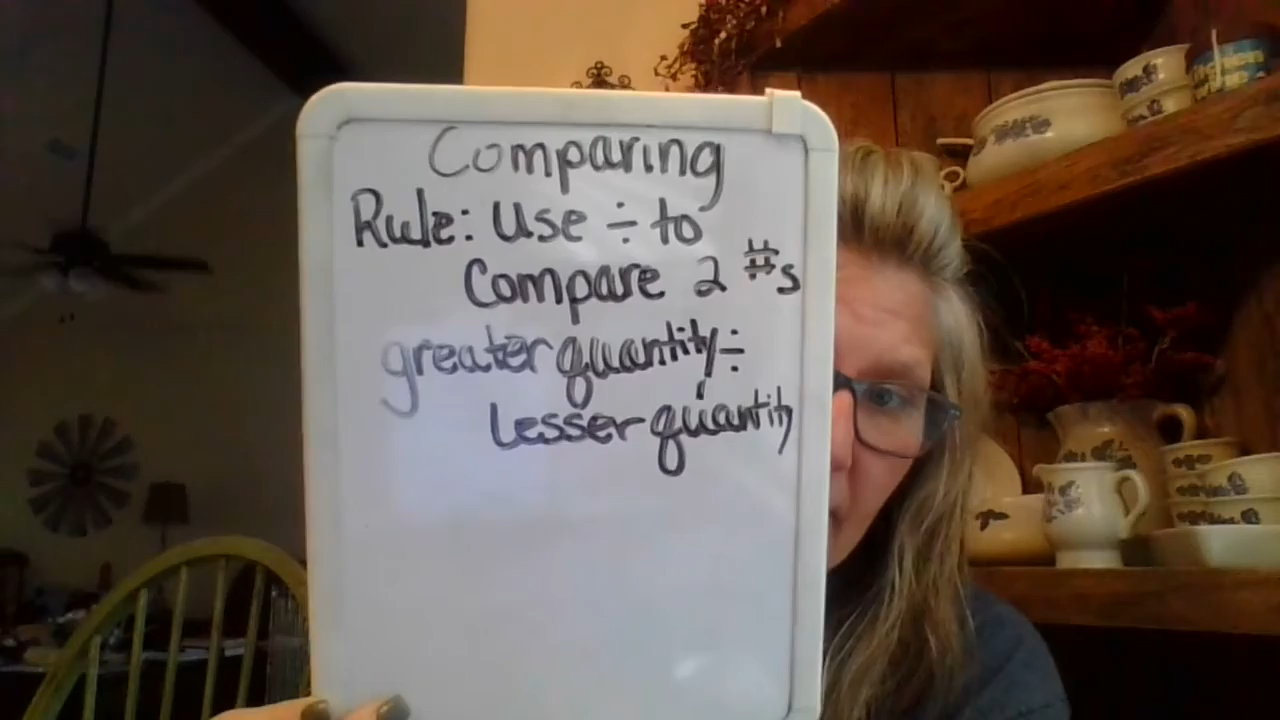 Comparing
Rule: Use ÷ to
Compare 2 #s
greater quantity ÷
lesser quantity